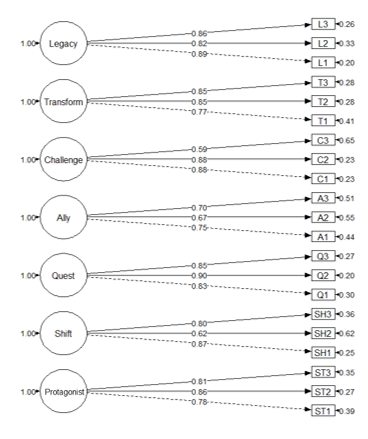 0.86 L3 0.26
1.00 Legacy 0.82 L2 0.33
0.89 L1 0.20
0.85 T3 0.28
1.00 Transform 0.85 T2 0.28
0.77 T1 0.41
0.59 C3 0.65
1.00 Challenge 0.88 C2 0.23
0.88 C1 0.23
0.70 A3 0.51
1.00 Ally 0.67 A2 0.55
0.75 A1 0.44
0.85 Q3 0.27
1.00 Quest 0.90 Q2 0.20
0.83 Q1 0.30
0.80 SH3 0.36
1.00 Shift 0.62 SH2 0.62
0.87 SH1 0.25
0.81 ST3 0.35
1.00 Protagonist 0.86 ST2 0.27
0.78 ST1 0.39